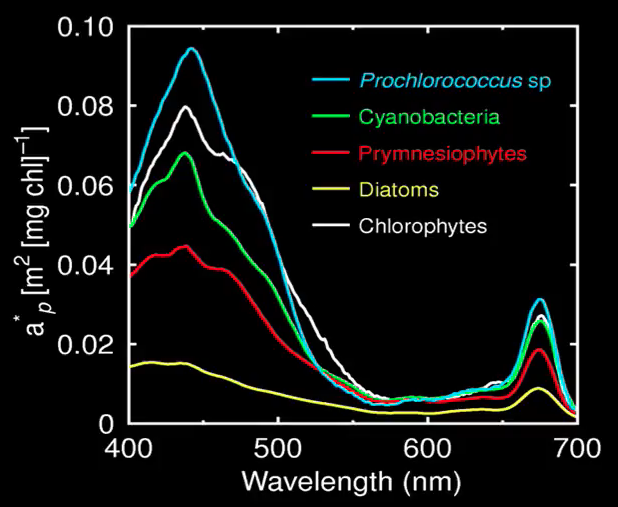 0.10
0.08
0.06
0.04
0.02
0
a*p [m2 [mg chl]−1]
Prochlorococcus sp
Cyanobacteria
Prymnesiophytes
Diatoms
Chlorophytes
400 500 600 700
Wavelength (nm)